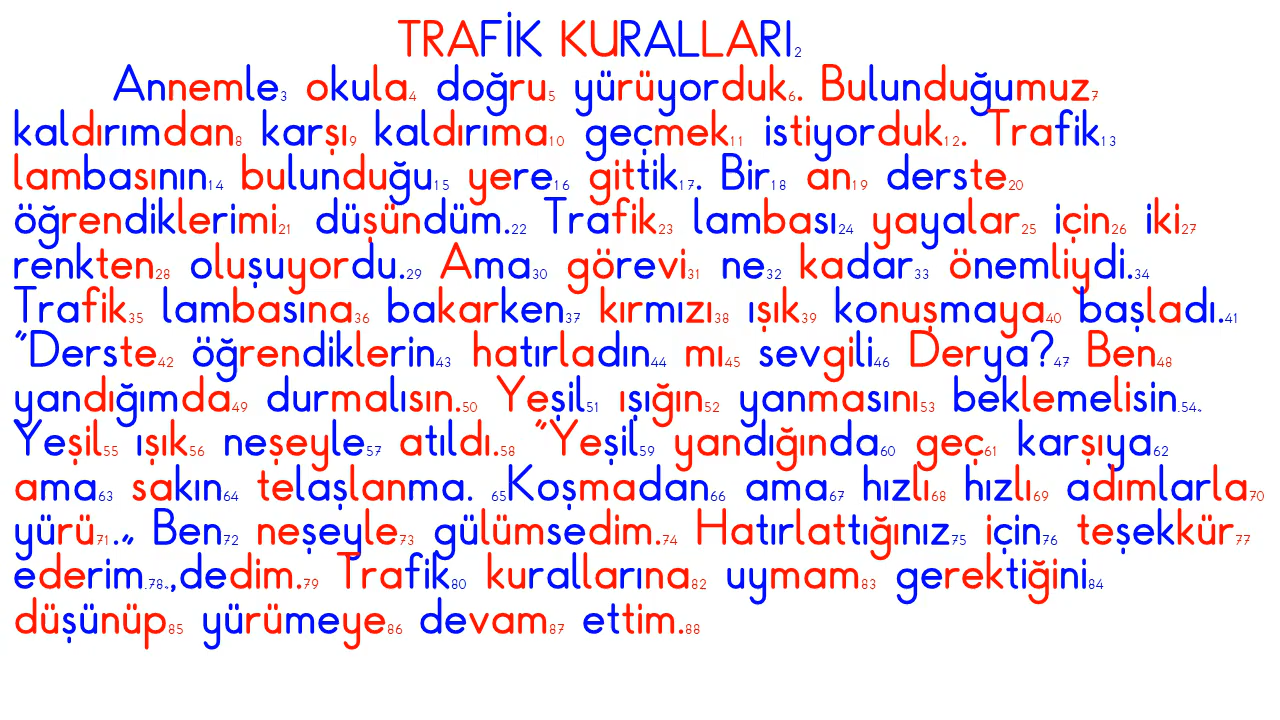 TRAFİK KURALLARI2
Annemle3 okula4 doğru5 yürüyorduk6. Bulunduğumuz7
kaldırımdan8 karşı9 kaldırıma10 geçmek11 istiyorduk12. Trafik13
lambasının14 bulunduğu15 yere16 gittik17. Bir18 an19 derste20
öğrendiklerimi21 düşündüm.22 Trafik23 lambası24 yayalar25 için26 iki27
renkten28 oluşuyordu.29 Ama30 görevi31 ne32 kadar33 önemliydi.34
Trafik35 lambasına36 bakarken37 kırmızı38 ışık39 konuşmaya40 başladı.41
“Derste42 öğrendiklerin43 hatırladın44 mı45 sevgili46 Derya?47 Ben48
yandığımda49 durmalısın.50 Yeşil51 ışığın52 yanmasını53 beklemelisin.54„
Yeşil55 ışık56 neşeyle57 atıldı.58 “Yeşil59 yandığında60 geç61 karşıya62
ama63 sakın64 telaşlanma. 65Koşmadan66 ama67 hızlı68 hızlı69 adımlarla70
yürü71.„ Ben72 neşeyle73 gülümsedim.74 Hatırlattığınız75 için76 teşekkür77
ederim.78„,dedim.79 Trafik80 kurallarına82 uymam83 gerektiğini84
düşünüp85 yürümeye86 devam87 ettim.88